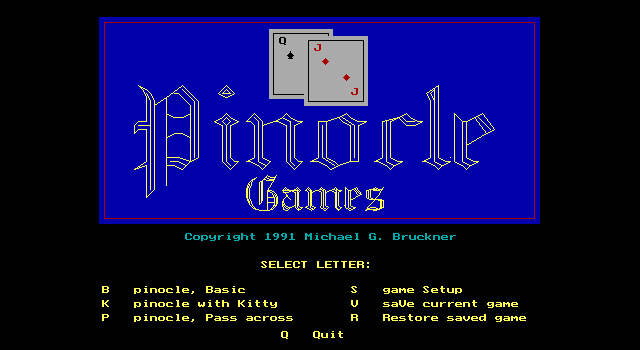 Q
J
J
Pinocle
Games
Copyright 1991 Michael G. Bruckner
SELECT LETTER:
B pinocle, Basic S game Setup
K pinocle with Kitty V saVe current game
P pinocle, Pass across R Restore saved game
Q Quit